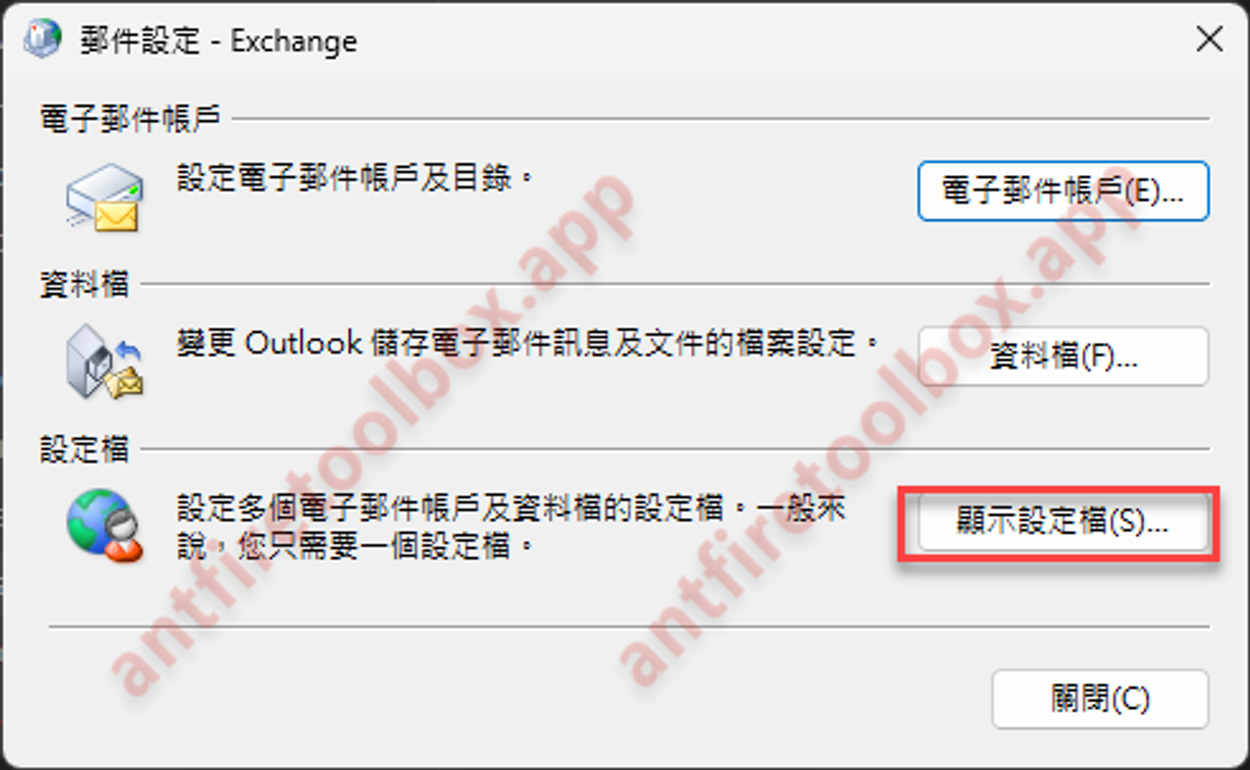 郵件設定 - Exchange
電子郵件帳戶
設定電子郵件帳戶及目錄。
電子郵件帳戶(E)...
資料檔
變更 Outlook 儲存電子郵件訊息及文件的檔案設定。
資料檔(F)...
設定檔
設定多個電子郵件帳戶及資料檔的設定檔。一般來
說，您只需要一個設定檔。
顯示設定檔(S)...
關閉(C)
antfiretoolbox.app
antfiretoolbox.app